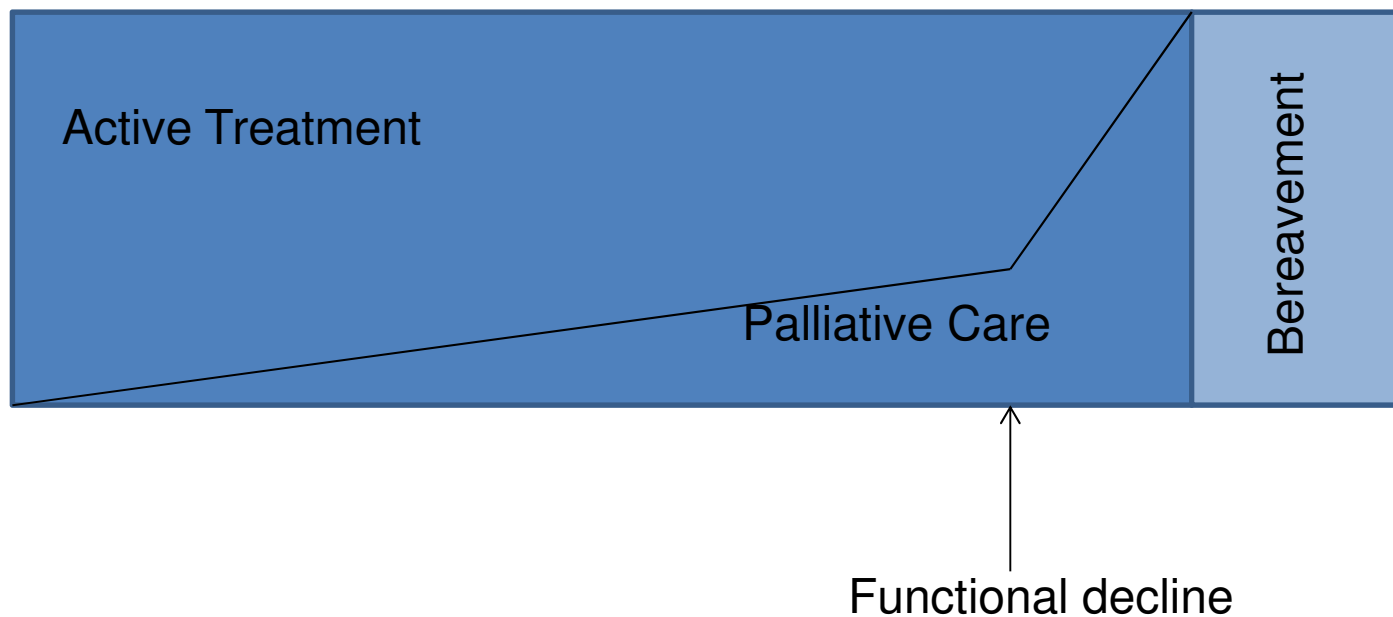 Active Treatment
Palliative Care
Bereavement
Functional decline